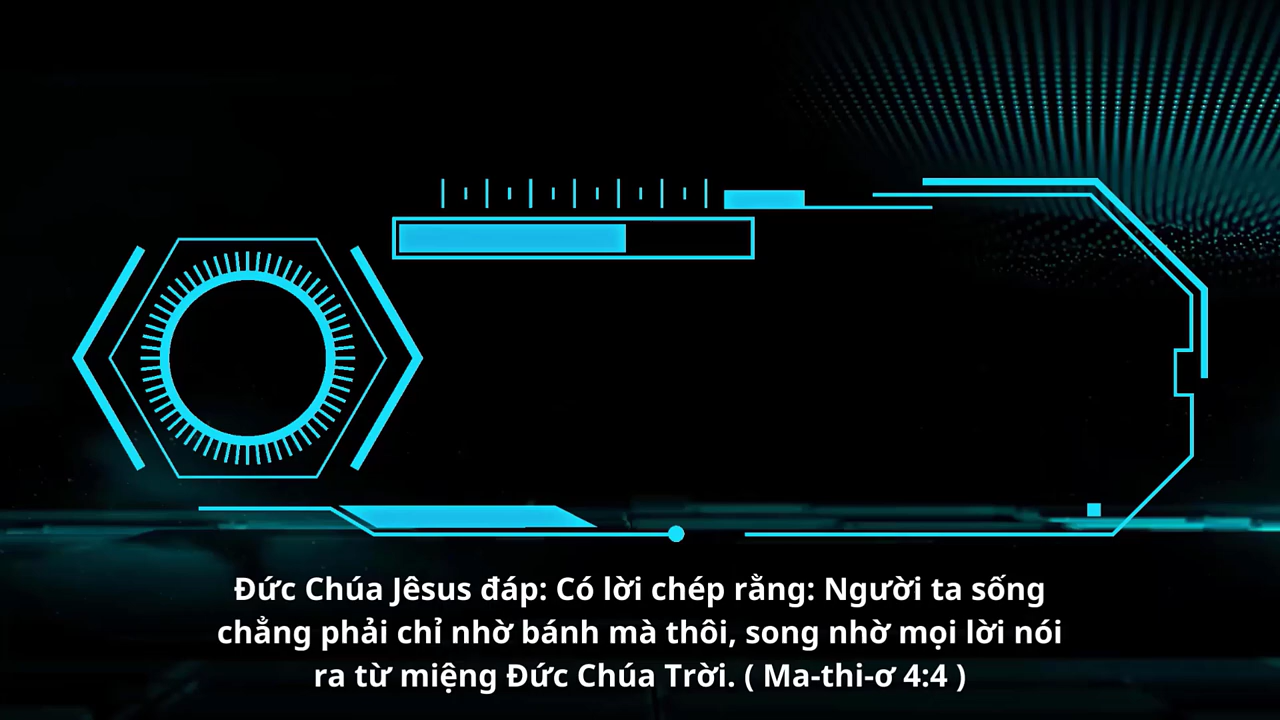 Đức Chúa Jêsus đáp: Có lời chép rằng: Người ta sống
chẳng phải chỉ nhờ bánh mà thôi, song nhờ mọi lời nói
ra từ miệng Đức Chúa Trời. ( Ma-thi-ơ 4:4 )